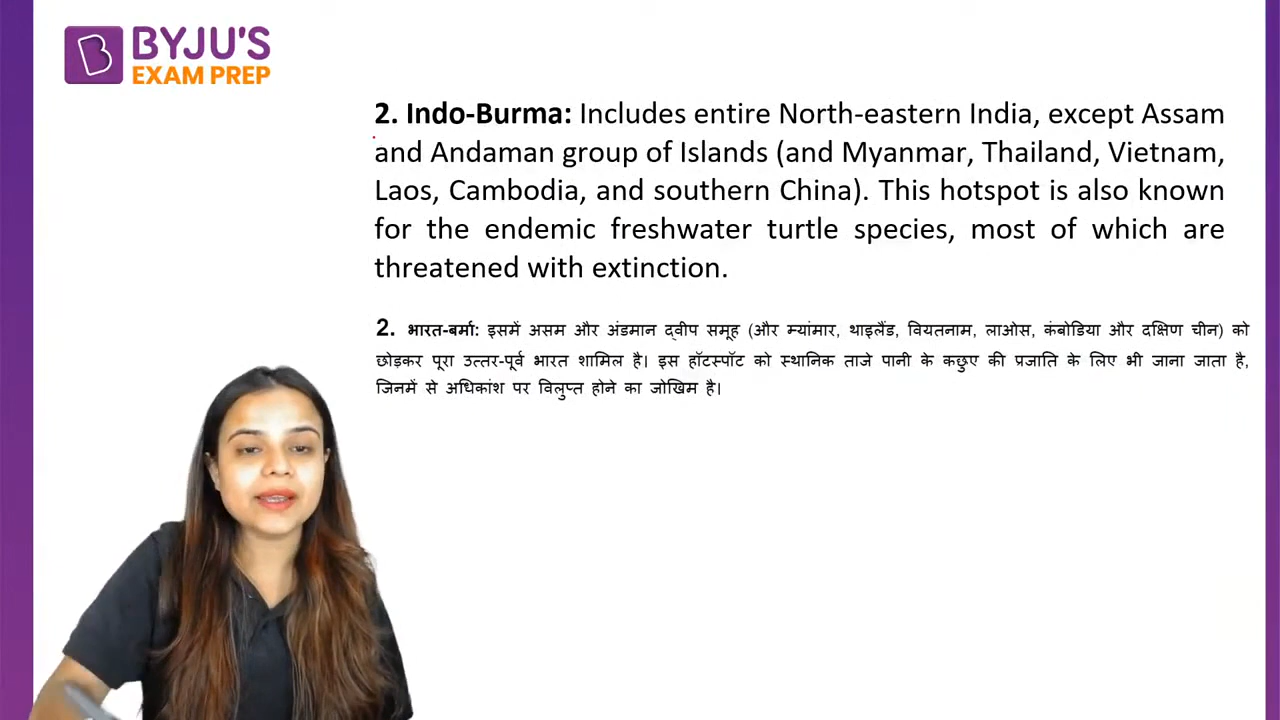 BYJU'S
EXAM PREP
2. Indo-Burma: Includes entire North-eastern India, except Assam
and Andaman group of Islands (and Myanmar, Thailand, Vietnam,
Laos, Cambodia, and southern China). This hotspot is also known
for the endemic freshwater turtle species, most of which are
threatened with extinction.
2. भारत-बर्मा: इसमें असम और अंडमान द्वीप समूह (और म्यांमार, थाइलैंड, वियतनाम, लाओस, कंबोडिया और दक्षिण चीन) को
छोड़कर पूरा उत्तर-पूर्व भारत शामिल है। इस हॉटस्पॉट को स्थानिक ताजे पानी के कछुए की प्रजाति के लिए भी जाना जाता है,
जिनमें से अधिकांश पर विलुप्त होने का जोखिम है।